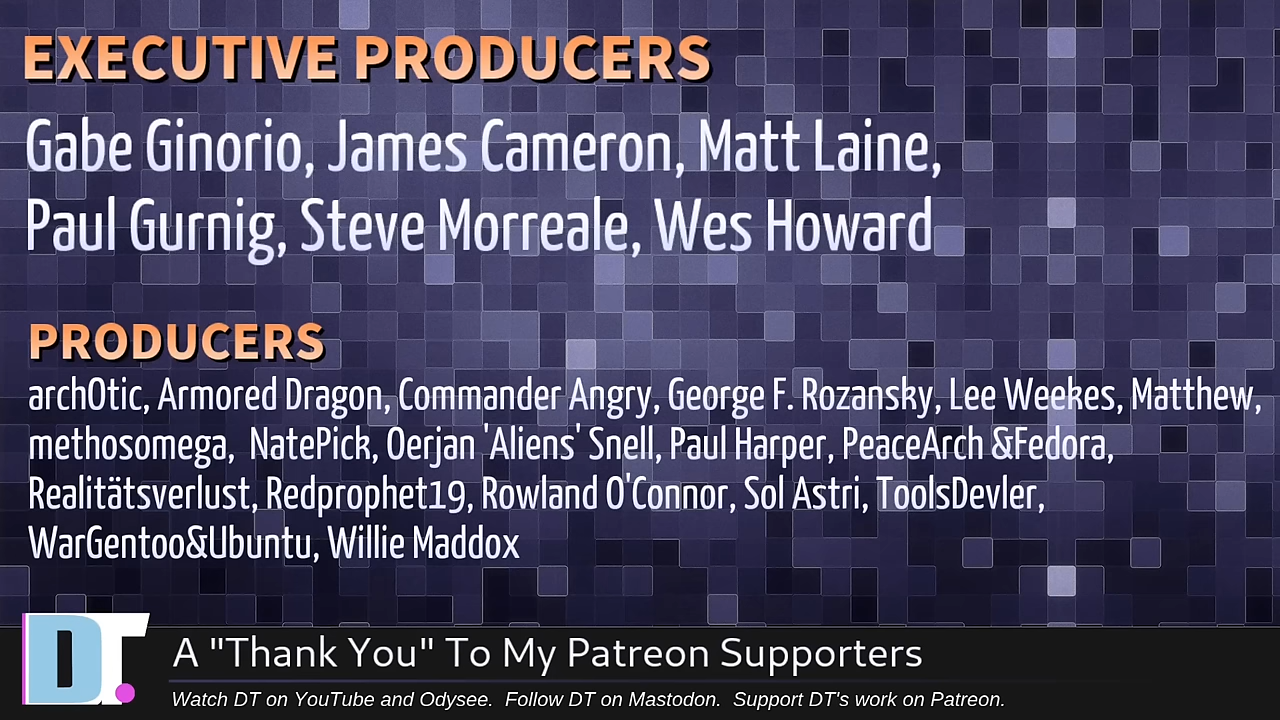 EXECUTIVE PRODUCERS
Gabe Ginorio, James Cameron, Matt Laine,
Paul Gurnig, Steve Morreale, Wes Howard
PRODUCERS
archOtic, Armored Dragon, Commander Angry, George F. Rozansky, Lee Weekes, Matthew,
methosomega,  NatePick, Oerjan 'Aliens' Snell, Paul Harper, PeaceArch &Fedora,
Realitätsverlust, Redprophet19, Rowland O'Connor, Sol Astri, ToolsDevler,
WarGentoo&Ubuntu, Willie Maddox
DT.
A "Thank You" To My Patreon Supporters
Watch DT on YouTube and Odysee.  Follow DT on Mastodon.  Support DT's work on Patreon.